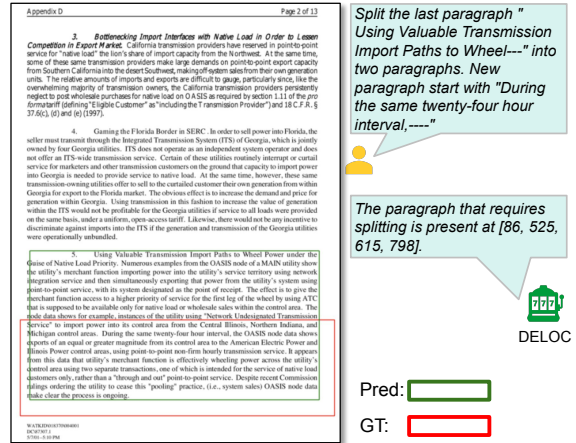 Appendix D Page 2 of 13
3. Bottlenecking Import Interfaces with Native Load in Order to Lessen
Competition in Export Market. California transmission providers have reserved in point-to-point
service for "native load" the lion's share of import capacity from the Northwest. At the same time,
some of these same transmission providers make large demands on point-to-point export capacity
from Southern California into the desert Southwest, making off-system sales from their own generation
units. The relative amounts of imports and exports are difficult to gauge, particularly since, like the
overwhelming majority of transmission owners, the California transmission providers persistently
neglect to post wholesale purchases for native load on OASIS as required by section 1.11 of the pro
forma tariff (defining "Eligible Customer" as "including the Transmission Provider") and 18 C.F.R. §
37.6(c), (d) and (e) (1997).
4. Gaming the Florida Border in SERC . In order to sell power into Florida, the
seller must transmit through the Integrated Transmission System (ITS) of Georgia, which is jointly
owned by four Georgia utilities. ITS does not operate as an independent system operator and does
not offer an ITS-wide transmission service. Certain of these utilities routinely interrupt or curtail
service for marketers and other transmission customers on the ground that capacity to import power
into Georgia is needed to provide service to native load. At the same time, however, these same
transmission-owning utilities offer to sell to the curtailed customer their own generation from within
Georgia for export to the Florida market. The obvious effect is to increase the demand and price for
generation within Georgia. Using transmission in this fashion to increase the value of generation
within the ITS would not be profitable for the Georgia utilities if service to all loads were provided
on the same basis, under a uniform, open-access tariff. Likewise, there would not be any incentive to
discriminate against imports into the ITS if the generation and transmission of the Georgia utilities
were operationally unbundled.
5. Using Valuable Transmission Import Paths to Wheel Power under the
Guise of Native Load Priority. Numerous examples from the OASIS node of a MAIN utility show
the utility's merchant function importing power into the utility's service territory using network
integration service and then simultaneously exporting that power from the utility's system using
point-to-point service, with its system designated as the point of receipt. The effect is to give the
merchant function access to a higher priority of service for the first leg of the wheel by using ATC
that is supposed to be available only for native load or wholesale sales within the control area. The
node data shows for example, instances of the utility using "Network Undesignated Transmission
Service" to import power into its control area from the Central Illinois, Northern Indiana, and
Michigan control areas. During the same twenty-four hour interval, the OASIS node data shows
exports of an equal or greater magnitude from its control area to the American Electric Power and
Illinois Power control areas, using point-to-point non-firm hourly transmission service. It appears
from this data that utility's merchant function is effectively wheeling power across the utility's
control area using two separate transactions, one of which is intended for the service of native load
customers only, rather than a "through and out" point-to-point service. Despite recent Commission
rulings ordering the utility to cease this "pooling" practice, (i.e., system sales) OASIS node data
make clear the process is ongoing.
Split the last paragraph "
Using Valuable Transmission
Import Paths to Wheel---" into
two paragraphs. New
paragraph start with "During
the same twenty-four hour
interval,----"
The paragraph that requires
splitting is present at [86, 525,
615, 798].
777
DELOC
Pred:
GT: